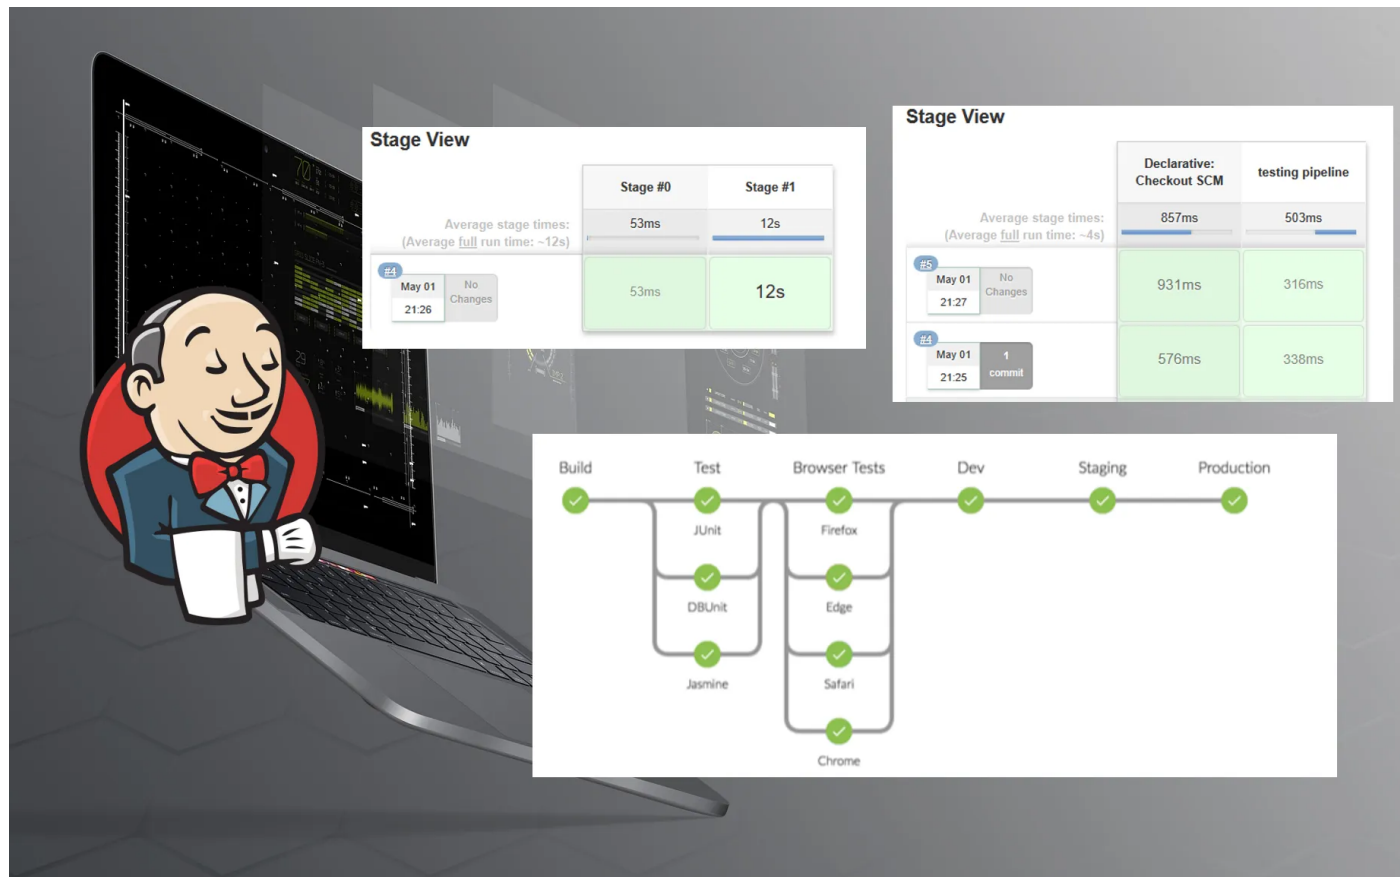 Stage View
Stage #0
Stage #1
Average stage times:
(Average full run time: ~12s)
53ms
12s
#4
May 01
21:26
No
Changes
53ms
12s
Stage View
Declarative:
Checkout SCM
testing pipeline
Average stage times:
(Average full run time: ~4s)
857ms
503ms
#5
May 01
21:27
No
Changes
931ms
316ms
#4
May 01
21:25
1
commit
576ms
338ms
Build
Test
Browser Tests
Dev
Staging
Production
JUnit
Firefox
DBUnit
Edge
Jasmine
Safari
Chrome